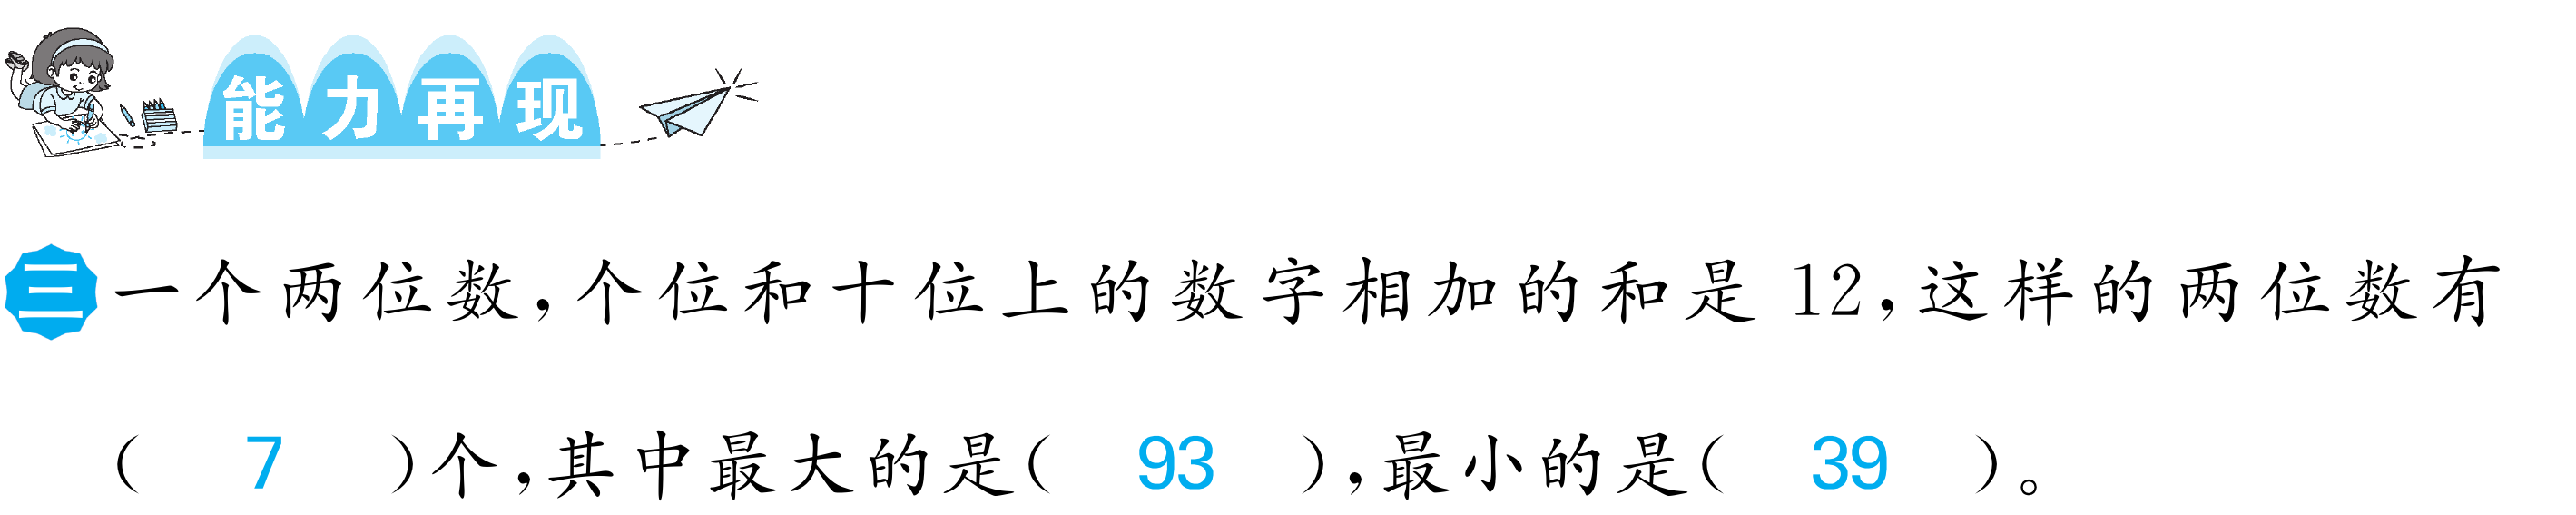 能力再现
三 一个两位数,个位和十位上的数字相加的和是 12,这样的两位数有
( 7 )个,其中最大的是( 93 ),最小的是( 39 )。